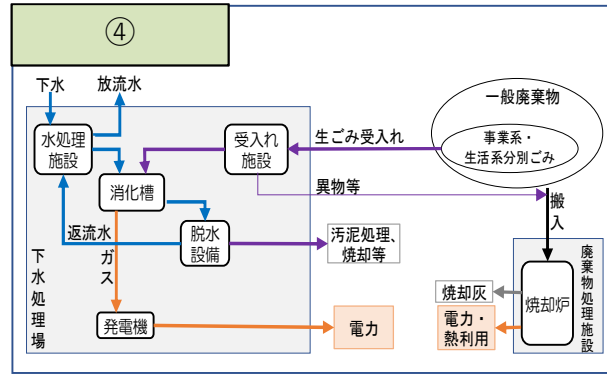 ④
下水
放流水
一般廃棄物
事業系・
生活系分別ごみ
水処理
施設
受入れ
施設
生ごみ受入れ
異物等
搬入
消化槽
脱水
設備
返流水
ガス
汚泥処理、
焼却等
下水処理場
発電機
電力
焼却灰
電力・
熱利用
焼却炉
廃棄物処理施設